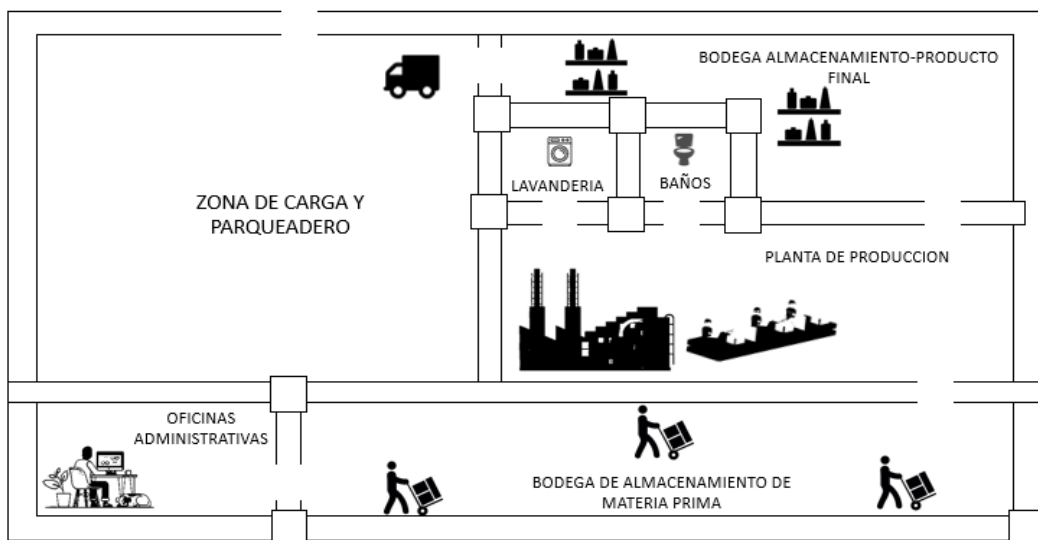 BODEGA ALMACENAMIENTO-PRODUCTO
FINAL
LAVANDERIA
BAÑOS
ZONA DE CARGA Y
PARQUEADERO
PLANTA DE PRODUCCION
OFICINAS
ADMINISTRATIVAS
BODEGA DE ALMACENAMIENTO DE
MATERIA PRIMA